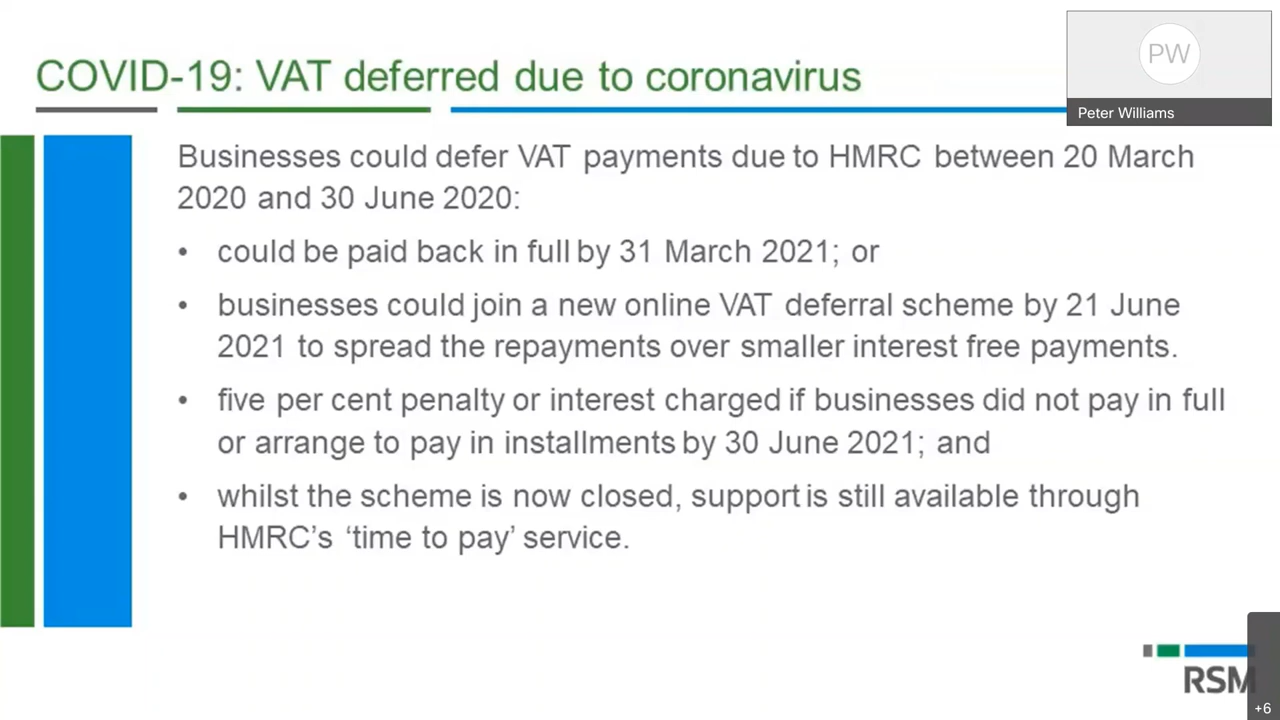 COVID-19: VAT deferred due to coronavirus
PW
Peter Williams
Businesses could defer VAT payments due to HMRC between 20 March
2020 and 30 June 2020:
• could be paid back in full by 31 March 2021; or
• businesses could join a new online VAT deferral scheme by 21 June
2021 to spread the repayments over smaller interest free payments.
• five per cent penalty or interest charged if businesses did not pay in full
or arrange to pay in installments by 30 June 2021; and
• whilst the scheme is now closed, support is still available through
HMRC’s ‘time to pay’ service.
RSM
+6